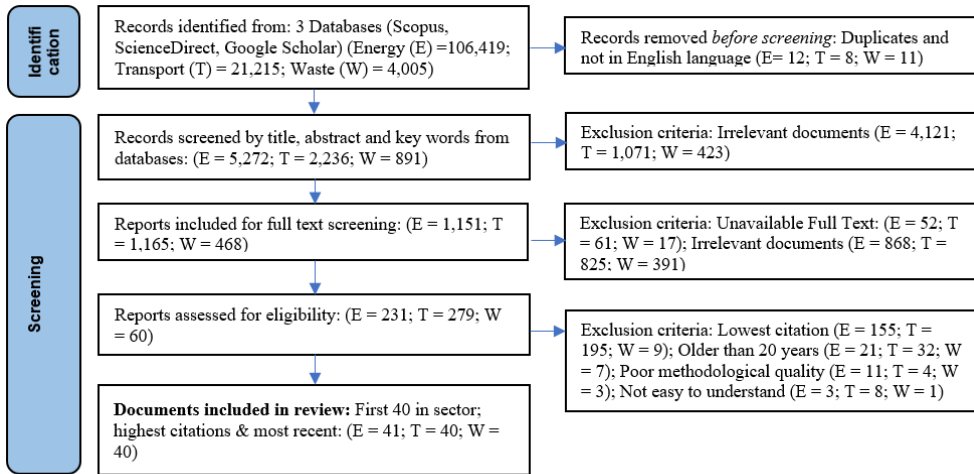 Identifi
cation
Records identified from: 3 Databases (Scopus,
ScienceDirect, Google Scholar) (Energy (E) =106,419;
Transport (T) = 21,215; Waste (W) = 4,005)
Records removed before screening: Duplicates and
not in English language (E= 12; T = 8; W = 11)
Screening
Records screened by title, abstract and key words from
databases: (E = 5,272; T = 2,236; W = 891)
Exclusion criteria: Irrelevant documents (E = 4,121;
T = 1,071; W = 423)
Reports included for full text screening: (E = 1,151; T
= 1,165; W = 468)
Exclusion criteria: Unavailable Full Text: (E = 52; T
= 61; W = 17); Irrelevant documents (E = 868; T =
825; W = 391)
Reports assessed for eligibility: (E = 231; T = 279; W
= 60)
Exclusion criteria: Lowest citation (E = 155; T =
195; W = 9); Older than 20 years (E = 21; T = 32; W
= 7); Poor methodological quality (E = 11; T = 4; W
= 3); Not easy to understand (E = 3; T = 8; W = 1)
Documents included in review: First 40 in sector;
highest citations & most recent: (E = 41; T = 40; W =
40)